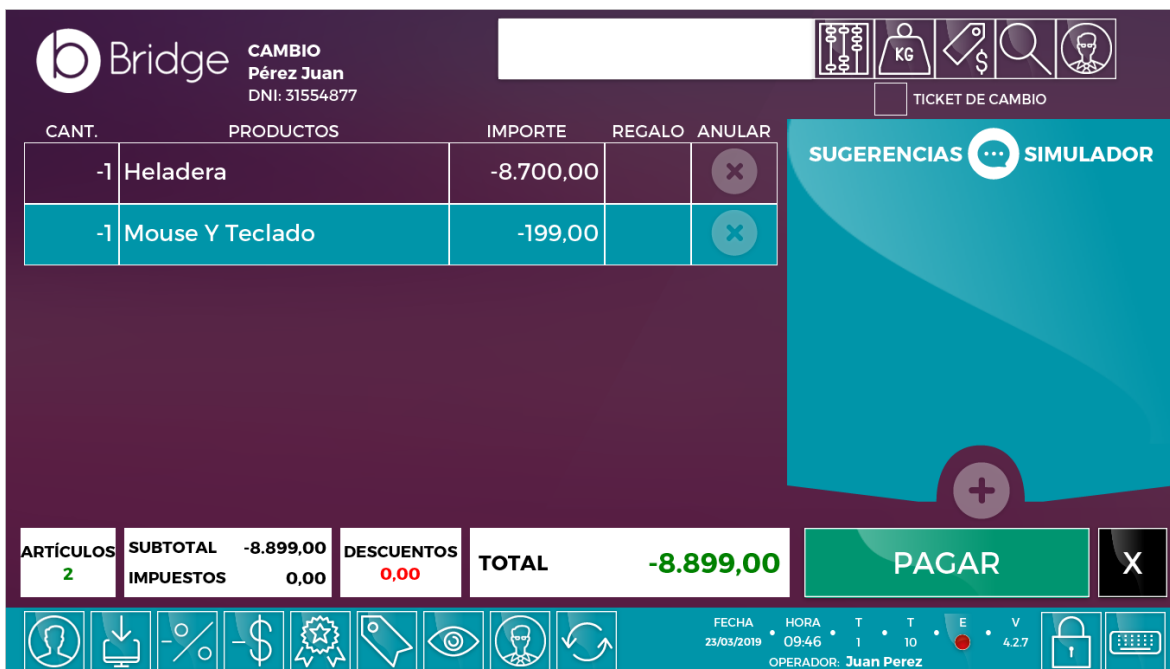 b Bridge
CAMBIO
Pérez Juan
DNI: 31554877
KG
$
TICKET DE CAMBIO
CANT. PRODUCTOS IMPORTE REGALO ANULAR
-1 Heladera -8.700,00
-1 Mouse Y Teclado -199,00
SUGERENCIAS SIMULADOR
ARTÍCULOS
2
SUBTOTAL -8.899,00
IMPUESTOS 0,00
DESCUENTOS
0,00
TOTAL -8.899,00
PAGAR
X
-% -$
FECHA HORA T T E V
23/03/2019 09:46 1 10 4.2.7
OPERADOR: Juan Perez